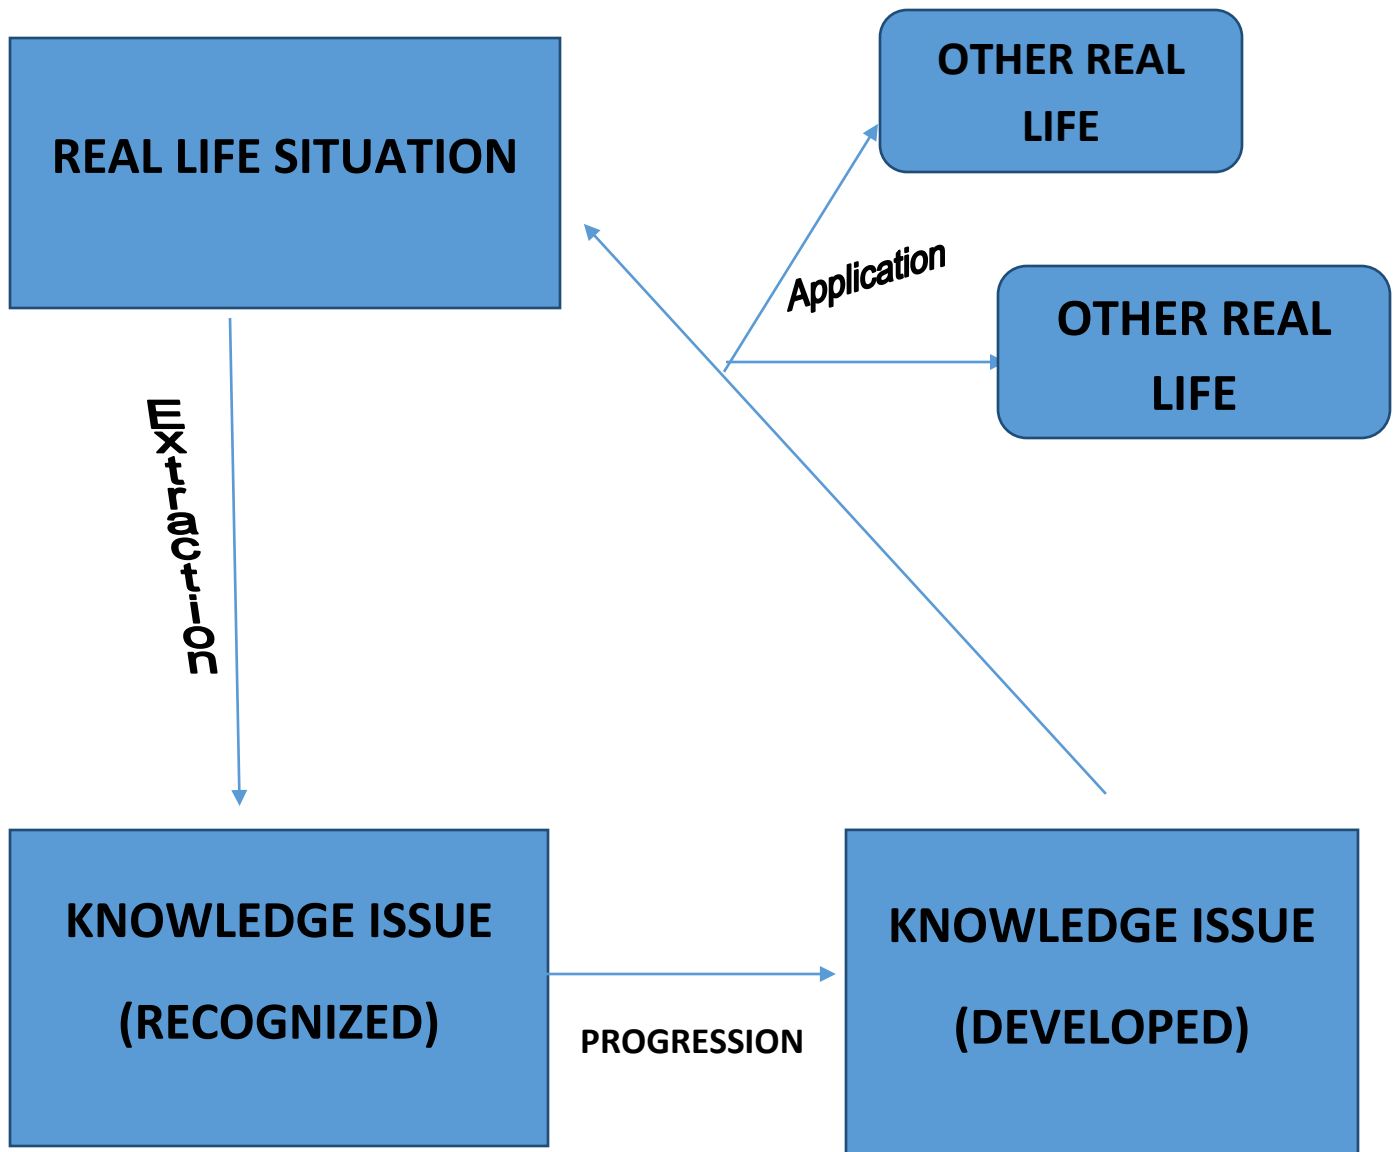 REAL LIFE SITUATION
OTHER REAL
LIFE
Application
OTHER REAL
LIFE
Extraction
KNOWLEDGE ISSUE
(RECOGNIZED)
PROGRESSION
KNOWLEDGE ISSUE
(DEVELOPED)